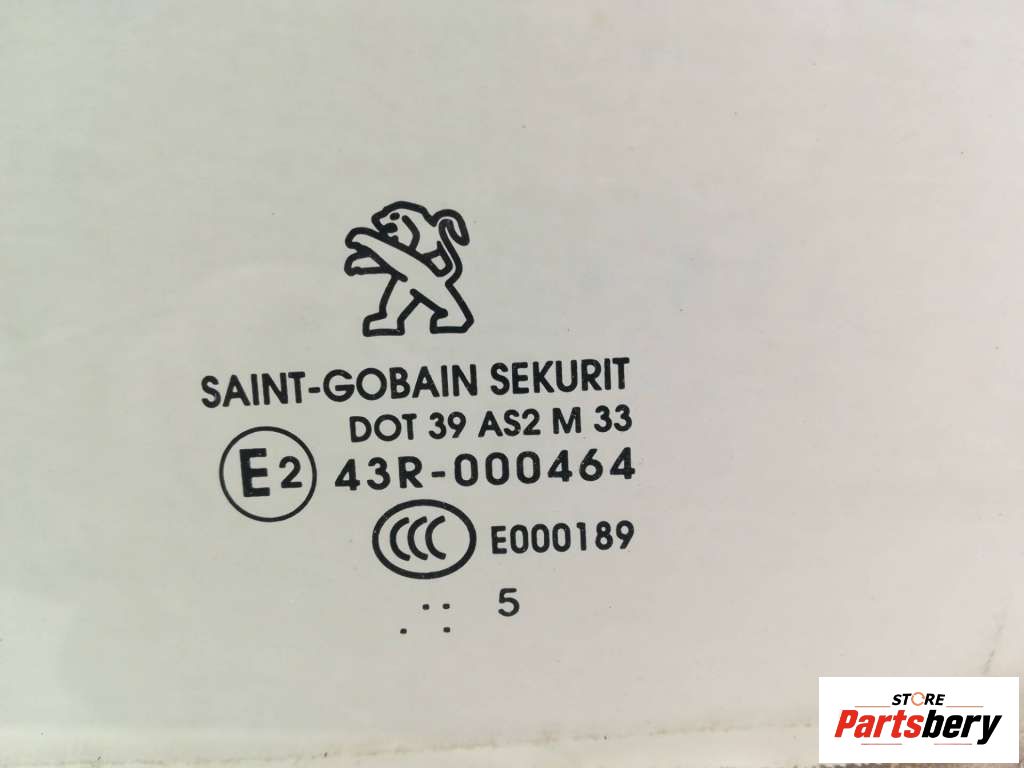 SAINT-GOBAIN SEKURIT
DOT 39 AS2 M 33
E2 43R-000464
CCC E000189
.. 5
. .
STORE
Partsbery